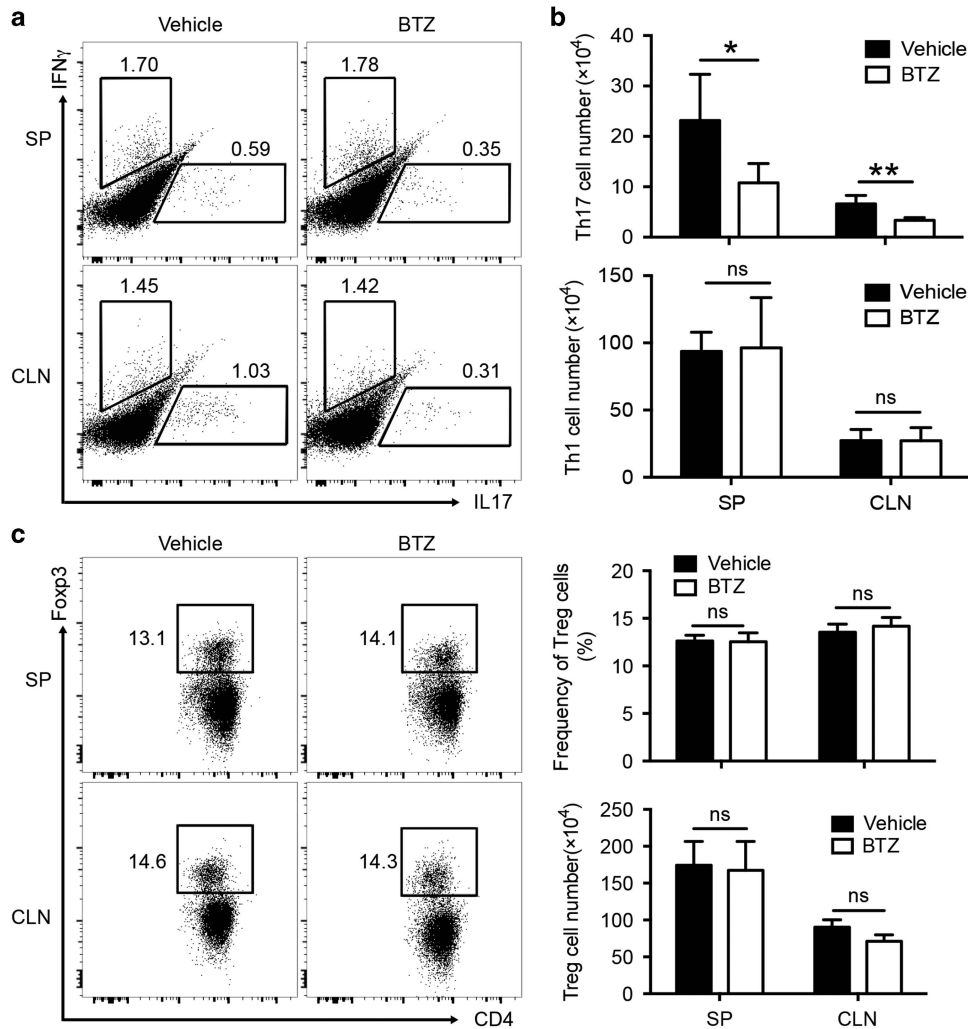 a
Vehicle
BTZ
IFNγ
SP
1.70
0.59
1.78
0.35
CLN
1.45
1.03
1.42
0.31
IL17
b
Th17 cell number (×10⁴)
40
30
20
10
0
*
**
Vehicle
BTZ
Th1 cell number (×10⁴)
150
100
50
0
ns
ns
Vehicle
BTZ
SP
CLN
c
Vehicle
BTZ
Foxp3
SP
13.1
14.1
CLN
14.6
14.3
CD4
Frequency of Treg cells
(%)
20
15
10
5
0
Vehicle
BTZ
ns
ns
Treg cell number(×10⁴)
250
200
150
100
50
0
ns
ns
Vehicle
BTZ
SP
CLN